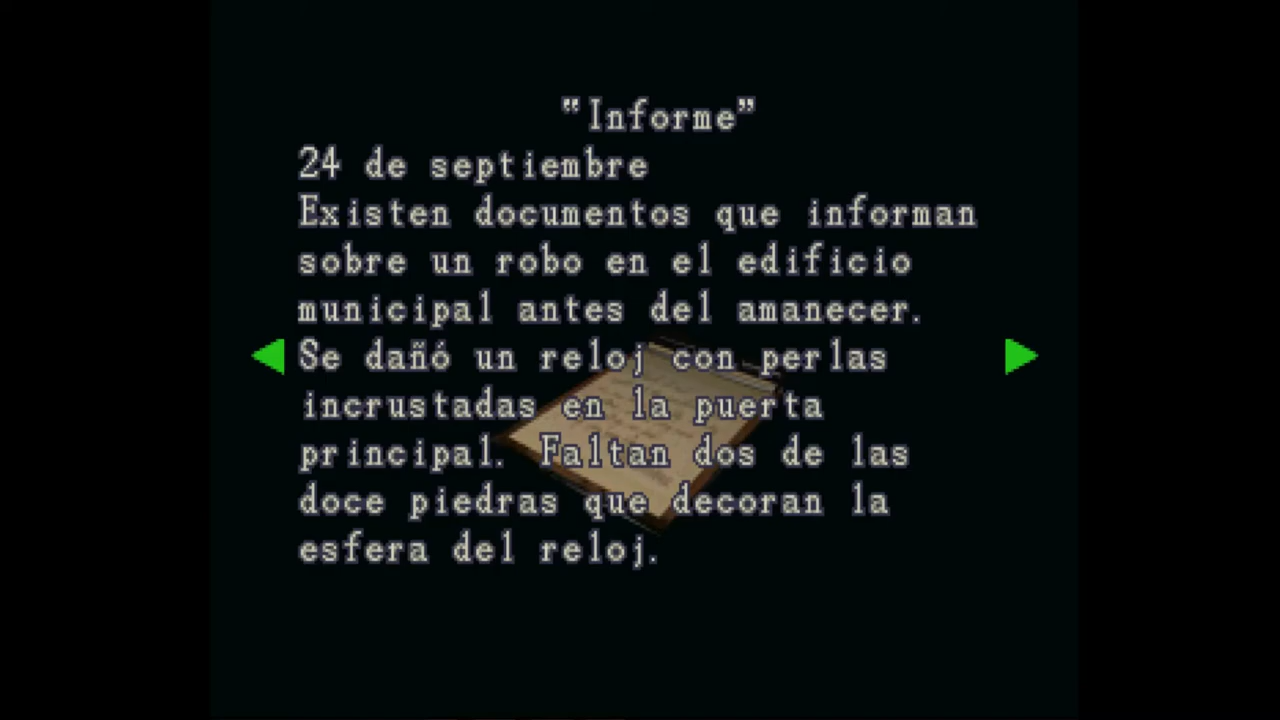 "Informe"
24 de septiembre
Existen documentos que informan
sobre un robo en el edificio
municipal antes del amanecer.
Se dañó un reloj con perlas
incrustadas en la puerta
principal. Faltan dos de las
doce piedras que decoran la
esfera del reloj.